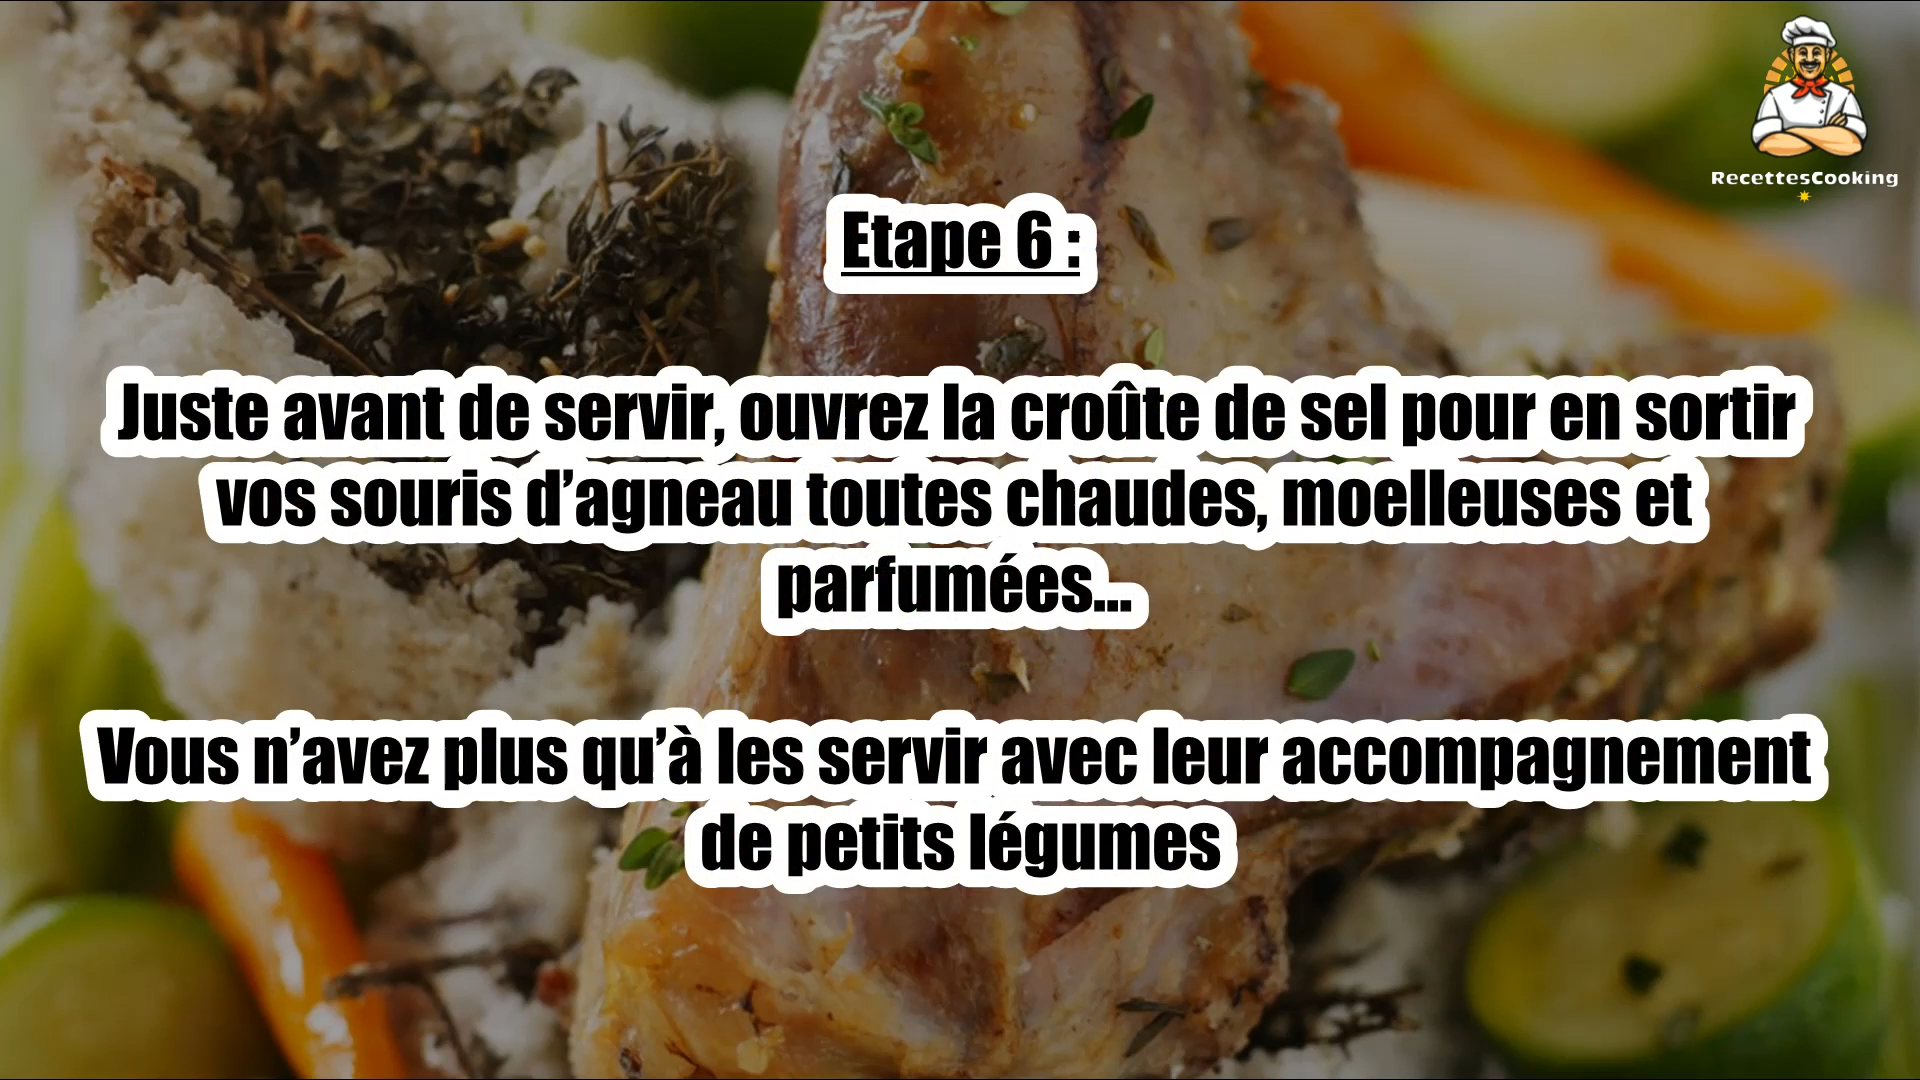 RecettesCooking
Etape 6 :
Juste avant de servir, ouvrez la croûte de sel pour en sortir
vos souris d’agneau toutes chaudes, moelleuses et
parfumées...
Vous n’avez plus qu’à les servir avec leur accompagnement
de petits légumes